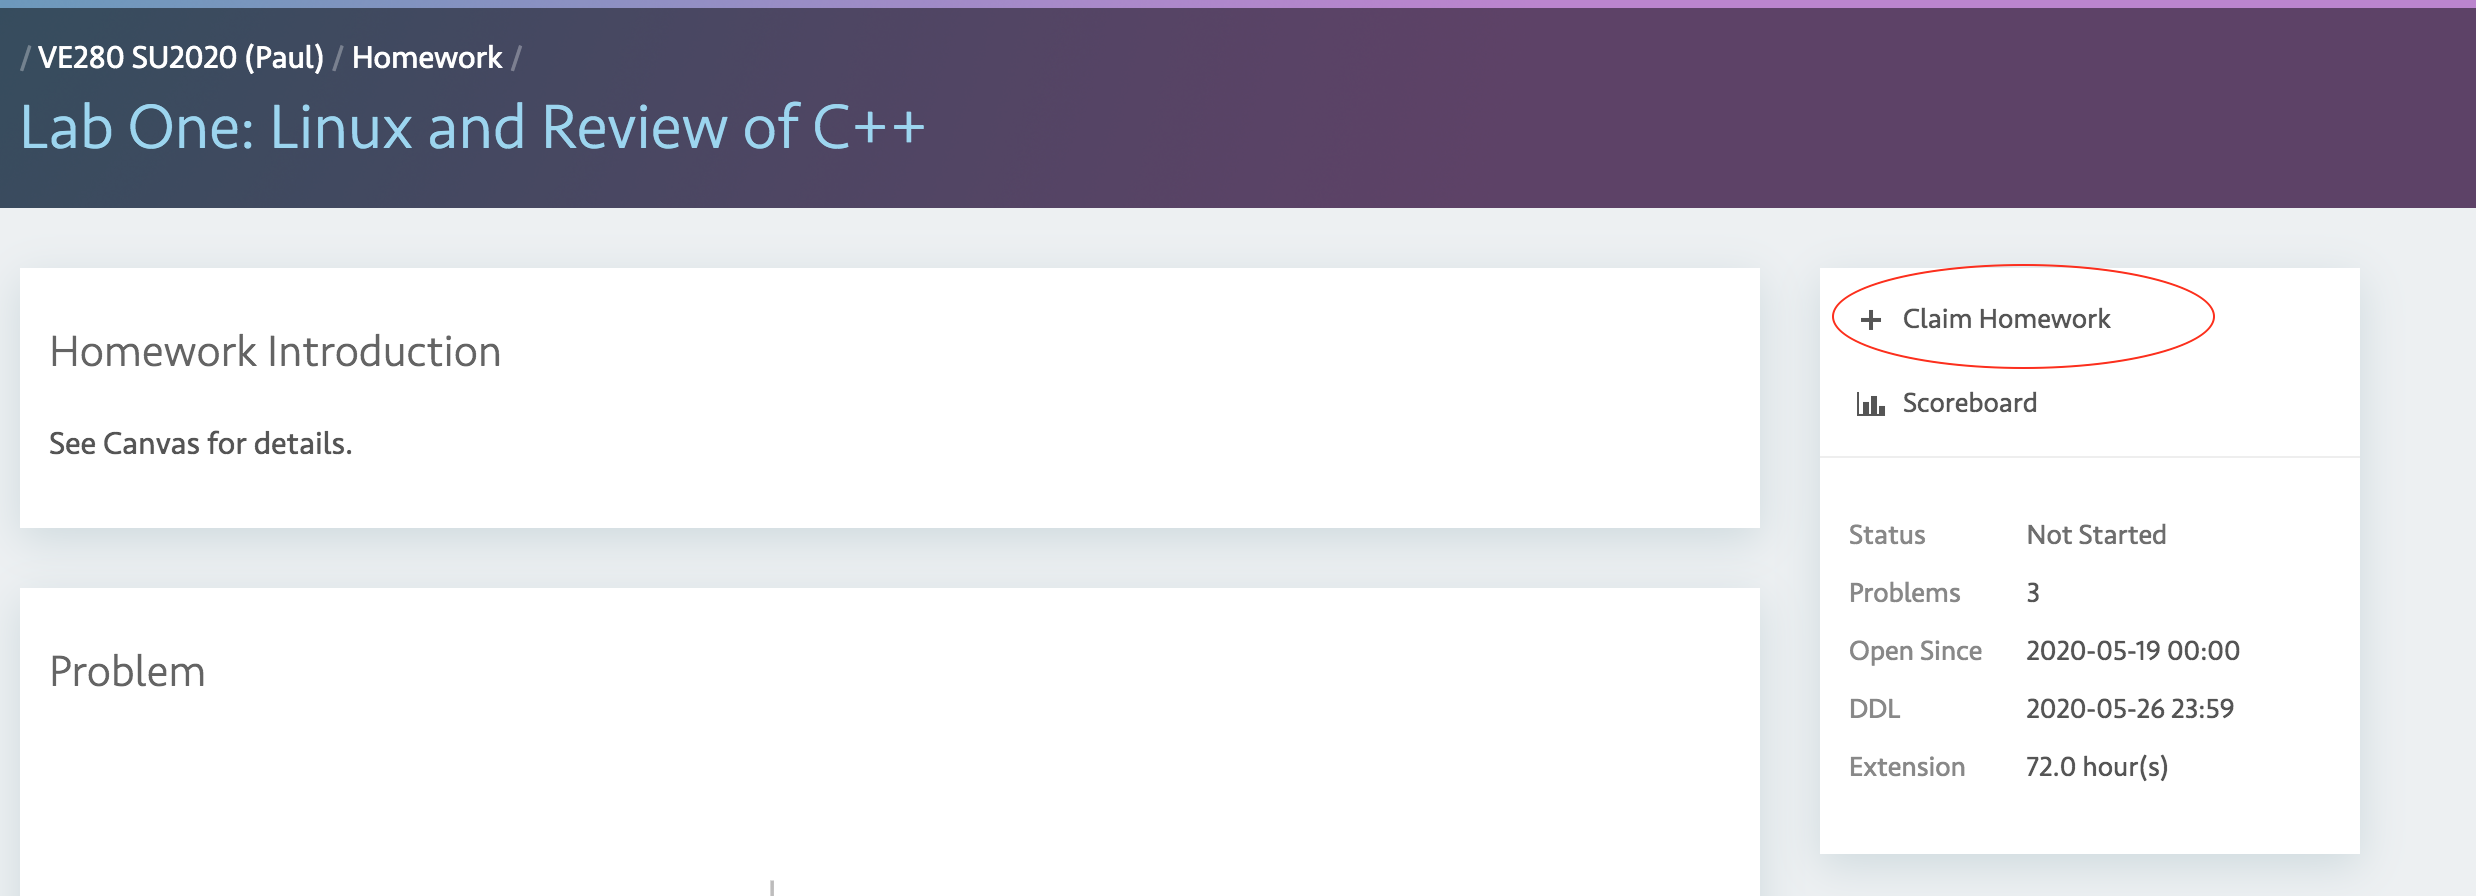 / VE280 SU2020 (Paul) / Homework /
Lab One: Linux and Review of C++
Homework Introduction
See Canvas for details.
Problem
Claim Homework
Scoreboard
Status Not Started
Problems 3
Open Since 2020-05-19 00:00
DDL 2020-05-26 23:59
Extension 72.0 hour(s)